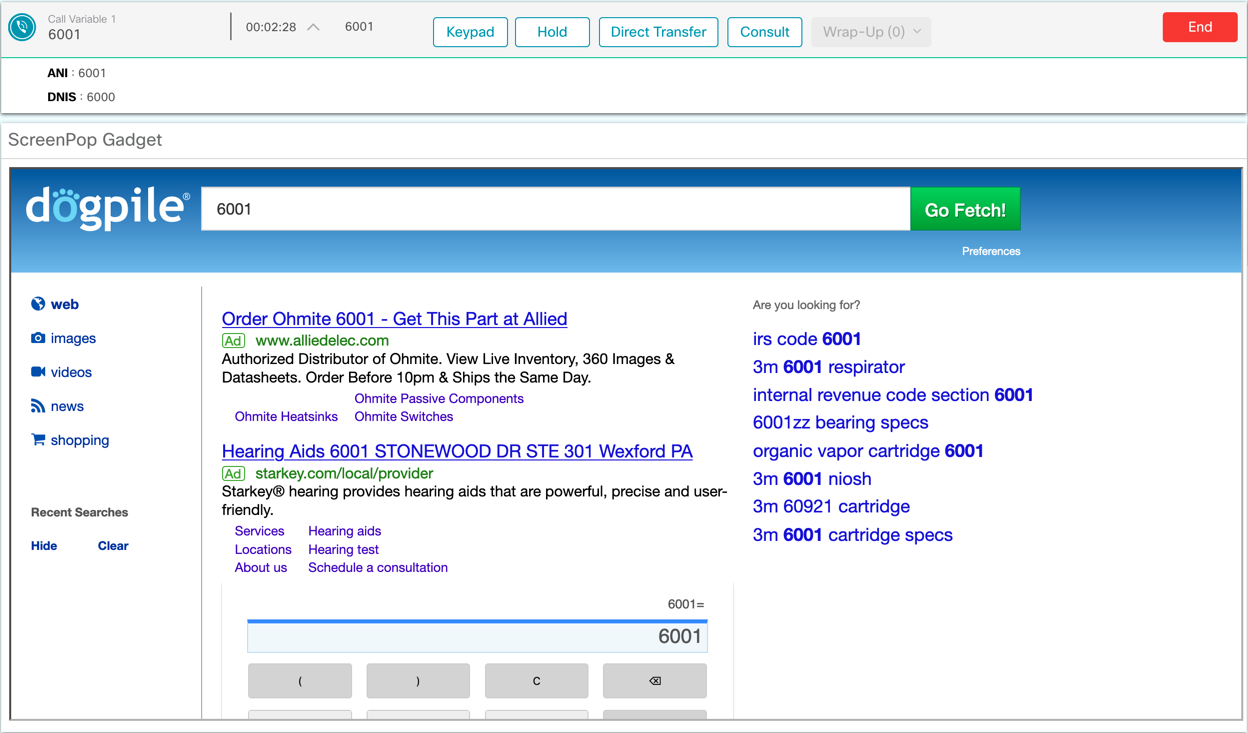 Call Variable 1
6001
00:02:28
6001
Keypad
Hold
Direct Transfer
Consult
Wrap-Up (0)
End
ANI : 6001
DNIS : 6000
ScreenPop Gadget
dogpile®
6001
Go Fetch!
Preferences
web
images
videos
news
shopping
Recent Searches
Hide Clear
Order Ohmite 6001 - Get This Part at Allied
Ad www.alliedelec.com
Authorized Distributor of Ohmite. View Live Inventory, 360 Images &
Datasheets. Order Before 10pm & Ships the Same Day.
Ohmite Passive Components
Ohmite Heatsinks Ohmite Switches
Hearing Aids 6001 STONEWOOD DR STE 301 Wexford PA
Ad starkey.com/local/provider
Starkey® hearing provides hearing aids that are powerful, precise and user-
friendly.
Services Hearing aids
Locations Hearing test
About us Schedule a consultation
6001=
6001
( ) C ⌫
Are you looking for?
irs code 6001
3m 6001 respirator
internal revenue code section 6001
6001zz bearing specs
organic vapor cartridge 6001
3m 6001 niosh
3m 60921 cartridge
3m 6001 cartridge specs